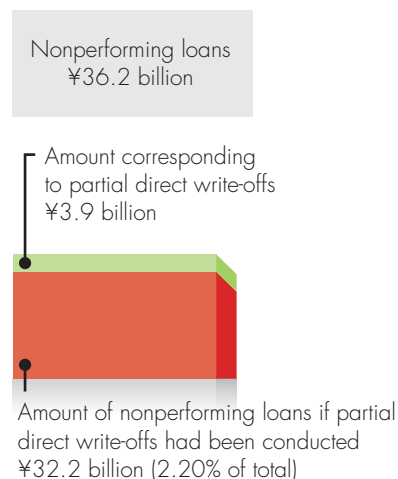 Nonperforming loans
¥36.2 billion
Amount corresponding
to partial direct write-offs
¥3.9 billion
Amount of nonperforming loans if partial
direct write-offs had been conducted
¥32.2 billion (2.20% of total)